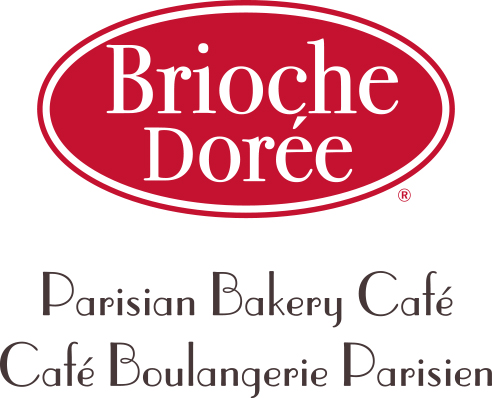 Brioche
Dorée
®
Parisian Bakery Café
Café Boulangerie Parisien